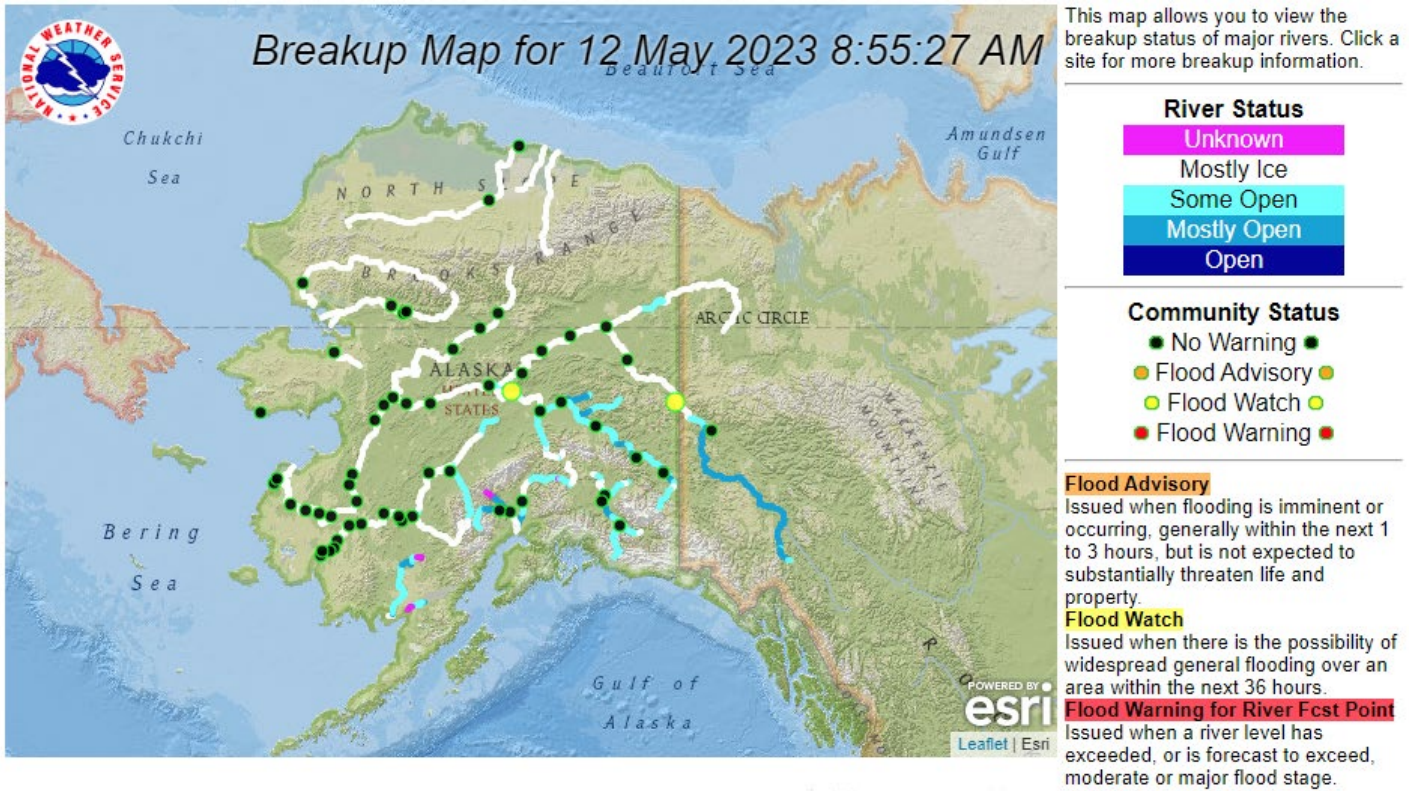 NATIONAL WEATHER SERVICE
Breakup Map for 12 May 2023 8:55:27 AM
Beaufort Sea
Chukchi
Sea
Amundsen
Gulf
NORTH SLOPE
BROOKS RANGE
ARCTIC CIRCLE
ALASKA
UNITED
STATES
MACKENZIE
MOUNTAINS
Bering
Sea
Gulf of
Alaska
R O
POWERED BY
esri
Leaflet | Esri
This map allows you to view the
breakup status of major rivers. Click a
site for more breakup information.
River Status
Unknown
Mostly Ice
Some Open
Mostly Open
Open
Community Status
No Warning
Flood Advisory
Flood Watch
Flood Warning
Flood Advisory
Issued when flooding is imminent or
occurring, generally within the next 1
to 3 hours, but is not expected to
substantially threaten life and
property.
Flood Watch
Issued when there is the possibility of
widespread general flooding over an
area within the next 36 hours.
Flood Warning for River Fcst Point
Issued when a river level has
exceeded, or is forecast to exceed,
moderate or major flood stage.